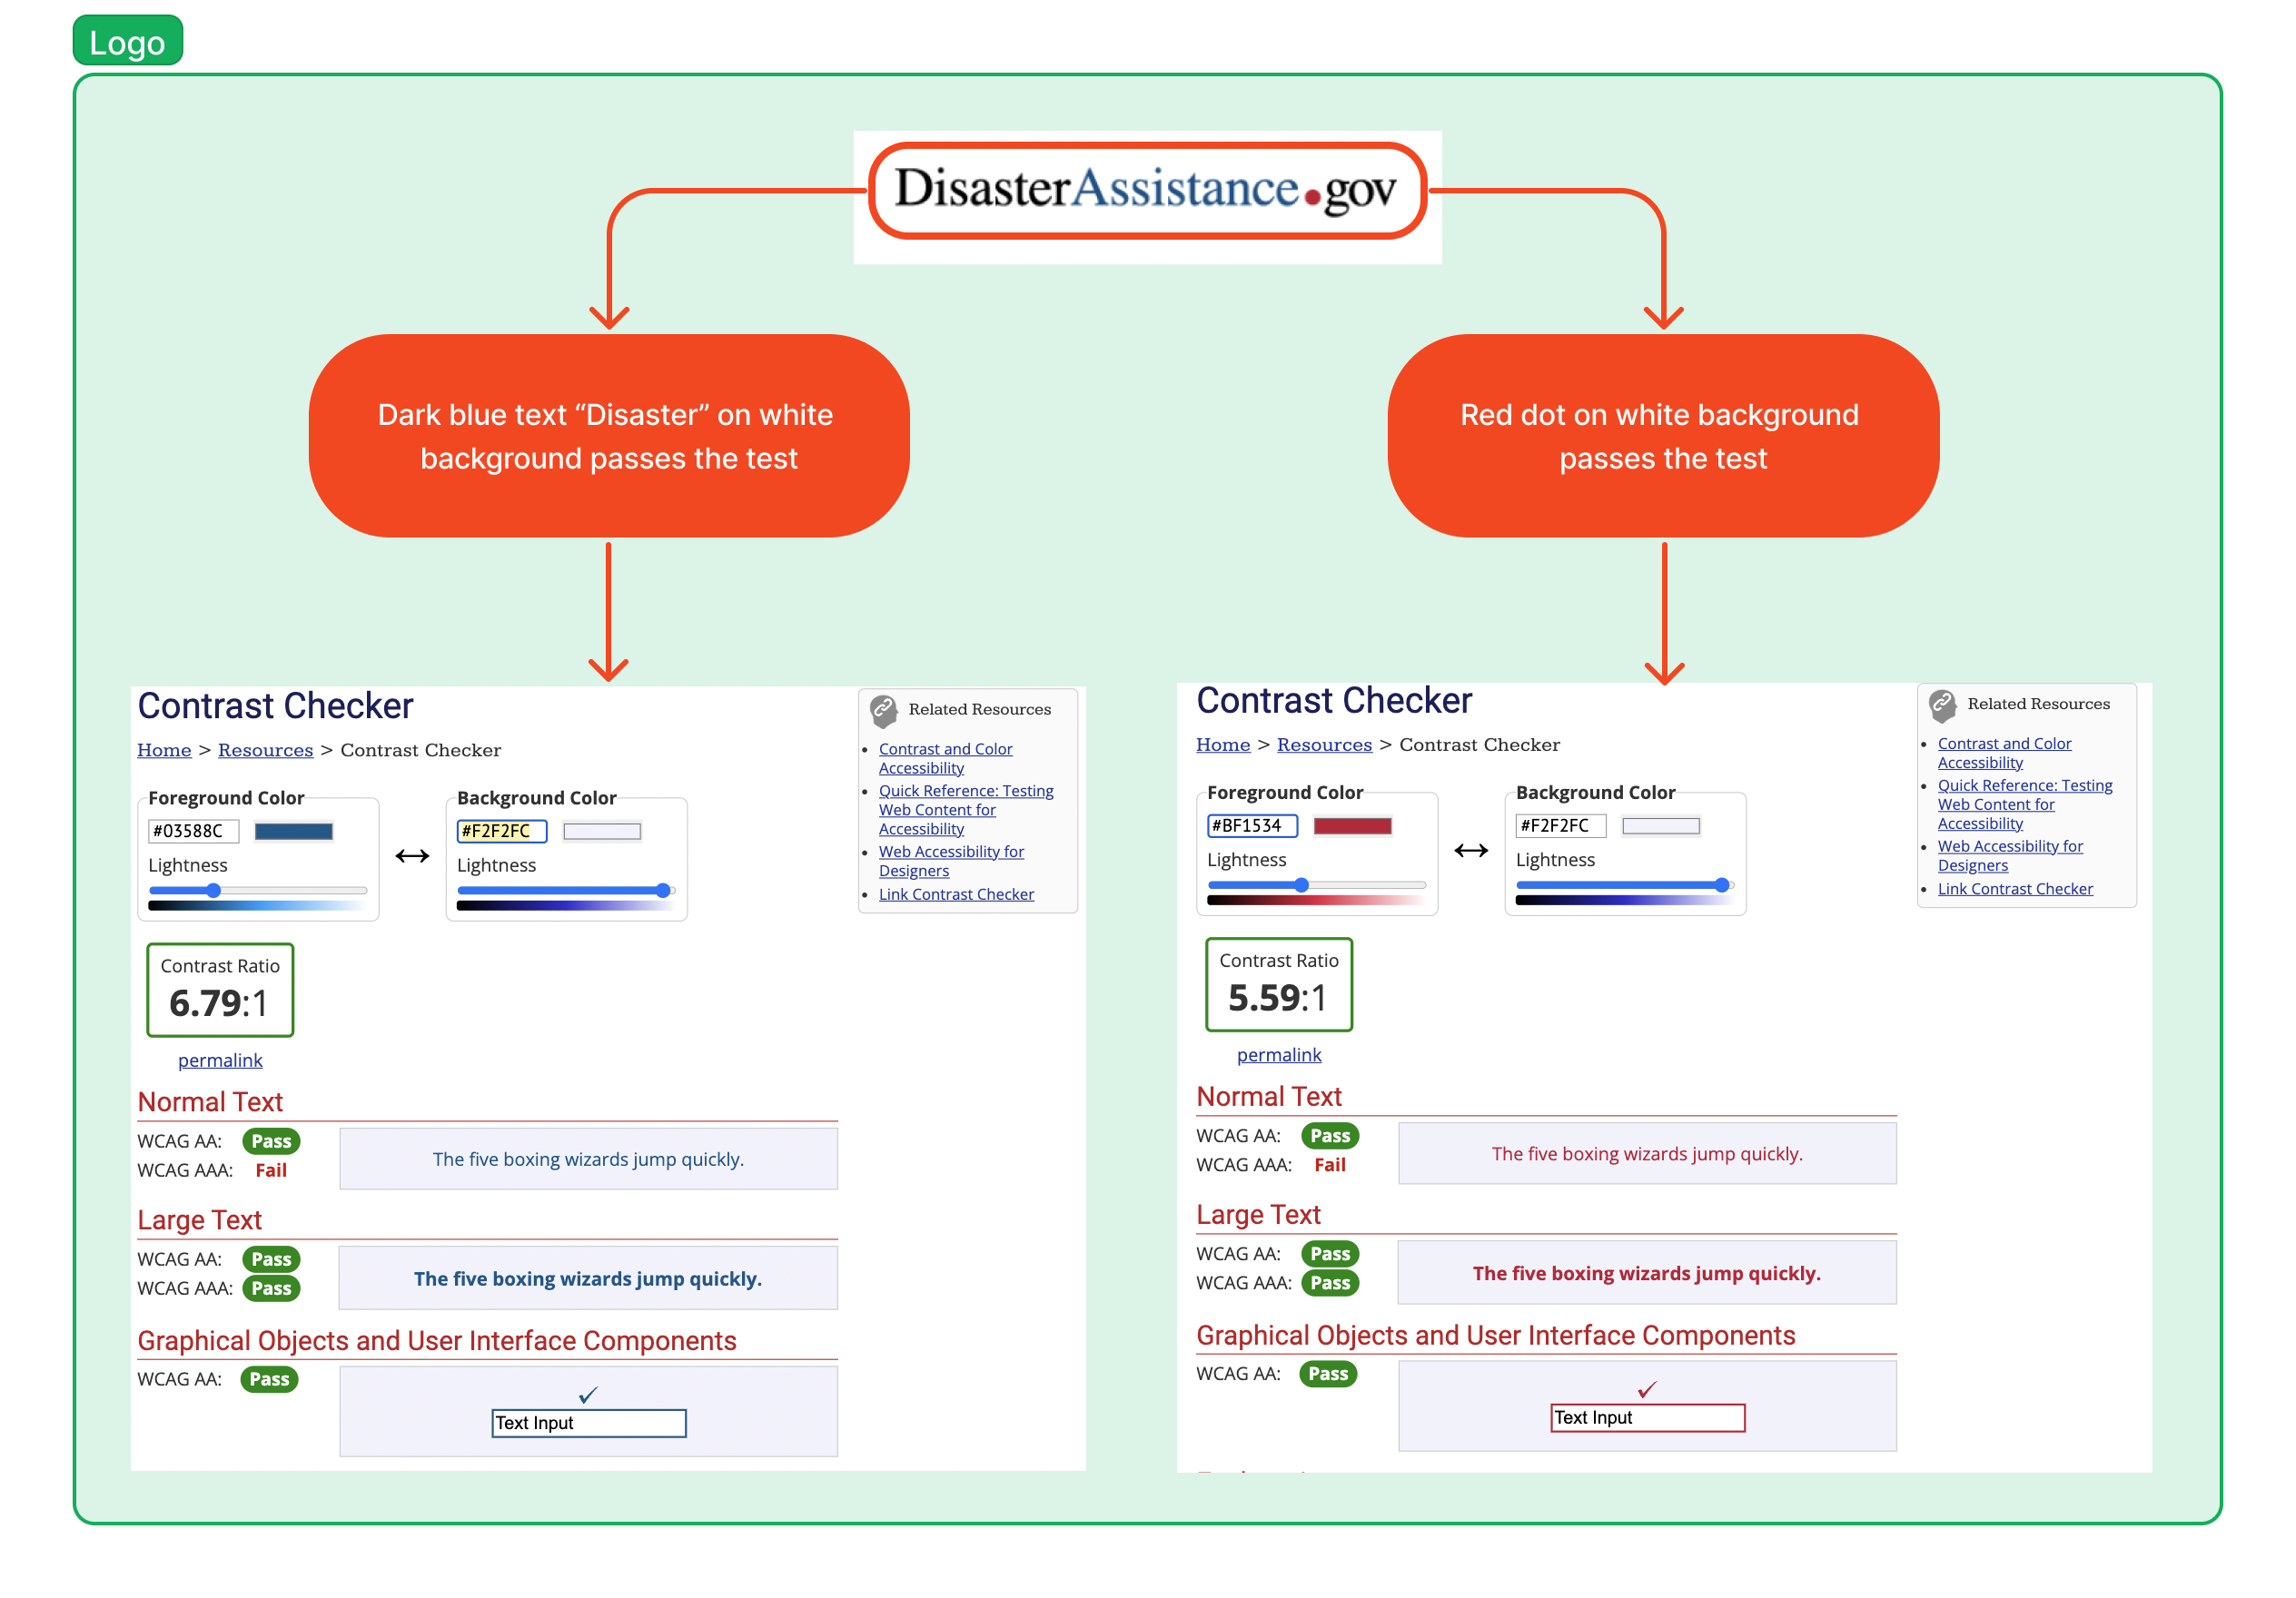 Logo
DisasterAssistance.gov
Dark blue text “Disaster” on white
background passes the test
Red dot on white background
passes the test
Contrast Checker
Home > Resources > Contrast Checker
Foreground Color
#03588C
Lightness
Background Color
#F2F2FC
Lightness
Related Resources
Contrast and Color
Accessibility
Quick Reference: Testing
Web Content for
Accessibility
Web Accessibility for
Designers
Link Contrast Checker
Contrast Ratio
6.79:1
permalink
Normal Text
WCAG AA: Pass
WCAG AAA: Fail
The five boxing wizards jump quickly.
Large Text
WCAG AA: Pass
WCAG AAA: Pass
The five boxing wizards jump quickly.
Graphical Objects and User Interface Components
WCAG AA: Pass
Text Input
Contrast Checker
Home > Resources > Contrast Checker
Foreground Color
#BF1534
Lightness
Background Color
#F2F2FC
Lightness
Related Resources
Contrast and Color
Accessibility
Quick Reference: Testing
Web Content for
Accessibility
Web Accessibility for
Designers
Link Contrast Checker
Contrast Ratio
5.59:1
permalink
Normal Text
WCAG AA: Pass
WCAG AAA: Fail
The five boxing wizards jump quickly.
Large Text
WCAG AA: Pass
WCAG AAA: Pass
The five boxing wizards jump quickly.
Graphical Objects and User Interface Components
WCAG AA: Pass
Text Input